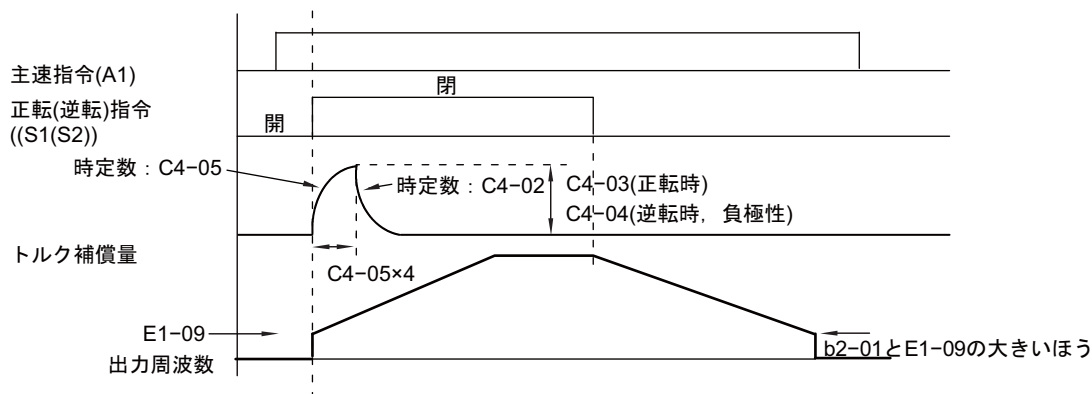 主速指令(A1)
閉
正転(逆転)指令
((S1(S2))
開
時定数：C4−05
時定数：C4−02
C4−03(正転時)
C4−04(逆転時，負極性)
トルク補償量
C4−05×4
E1−09
b2−01とE1−09の大きいほう
出力周波数